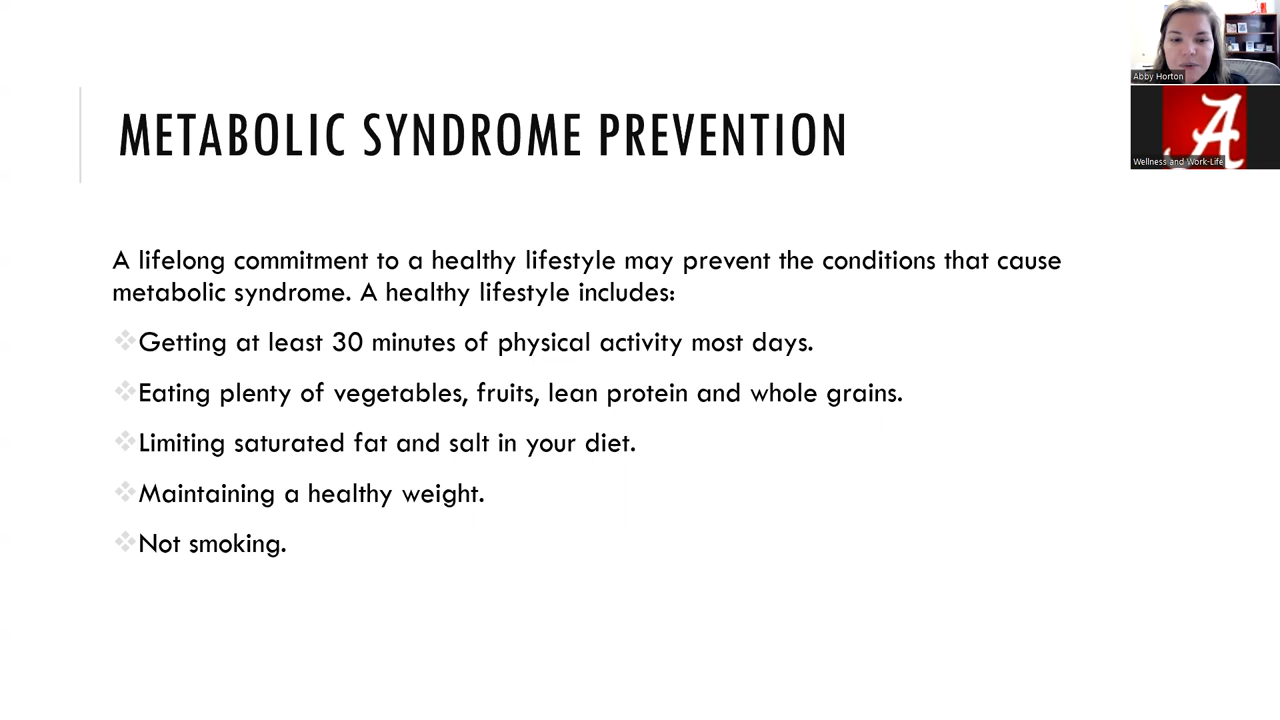 METABOLIC SYNDROME PREVENTION
A lifelong commitment to a healthy lifestyle may prevent the conditions that cause
metabolic syndrome. A healthy lifestyle includes:
Getting at least 30 minutes of physical activity most days.
Eating plenty of vegetables, fruits, lean protein and whole grains.
Limiting saturated fat and salt in your diet.
Maintaining a healthy weight.
Not smoking.
Abby Horton
A
Wellness and Work-Life